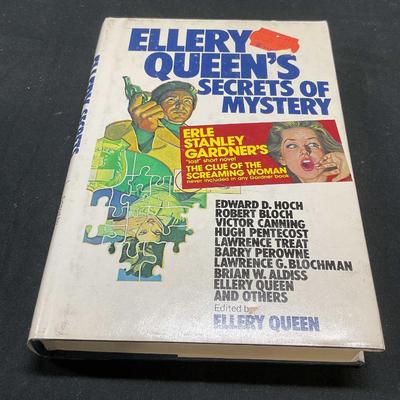 ELLERY
QUEEN'S
SECRETS OF
MYSTERY
ERLE
STANLEY
GARDNER'S
"lost" short novel
THE CLUE OF THE
SCREAMING WOMAN
never included in any Gardner book
EDWARD D. HOCH
ROBERT BLOCH
VICTOR CANNING
HUGH PENTECOST
LAWRENCE TREAT
BARRY PEROWNE
LAWRENCE G. BLOCHMAN
BRIAN W. ALDISS
ELLERY QUEEN
AND OTHERS
Edited by
ELLERY QUEEN